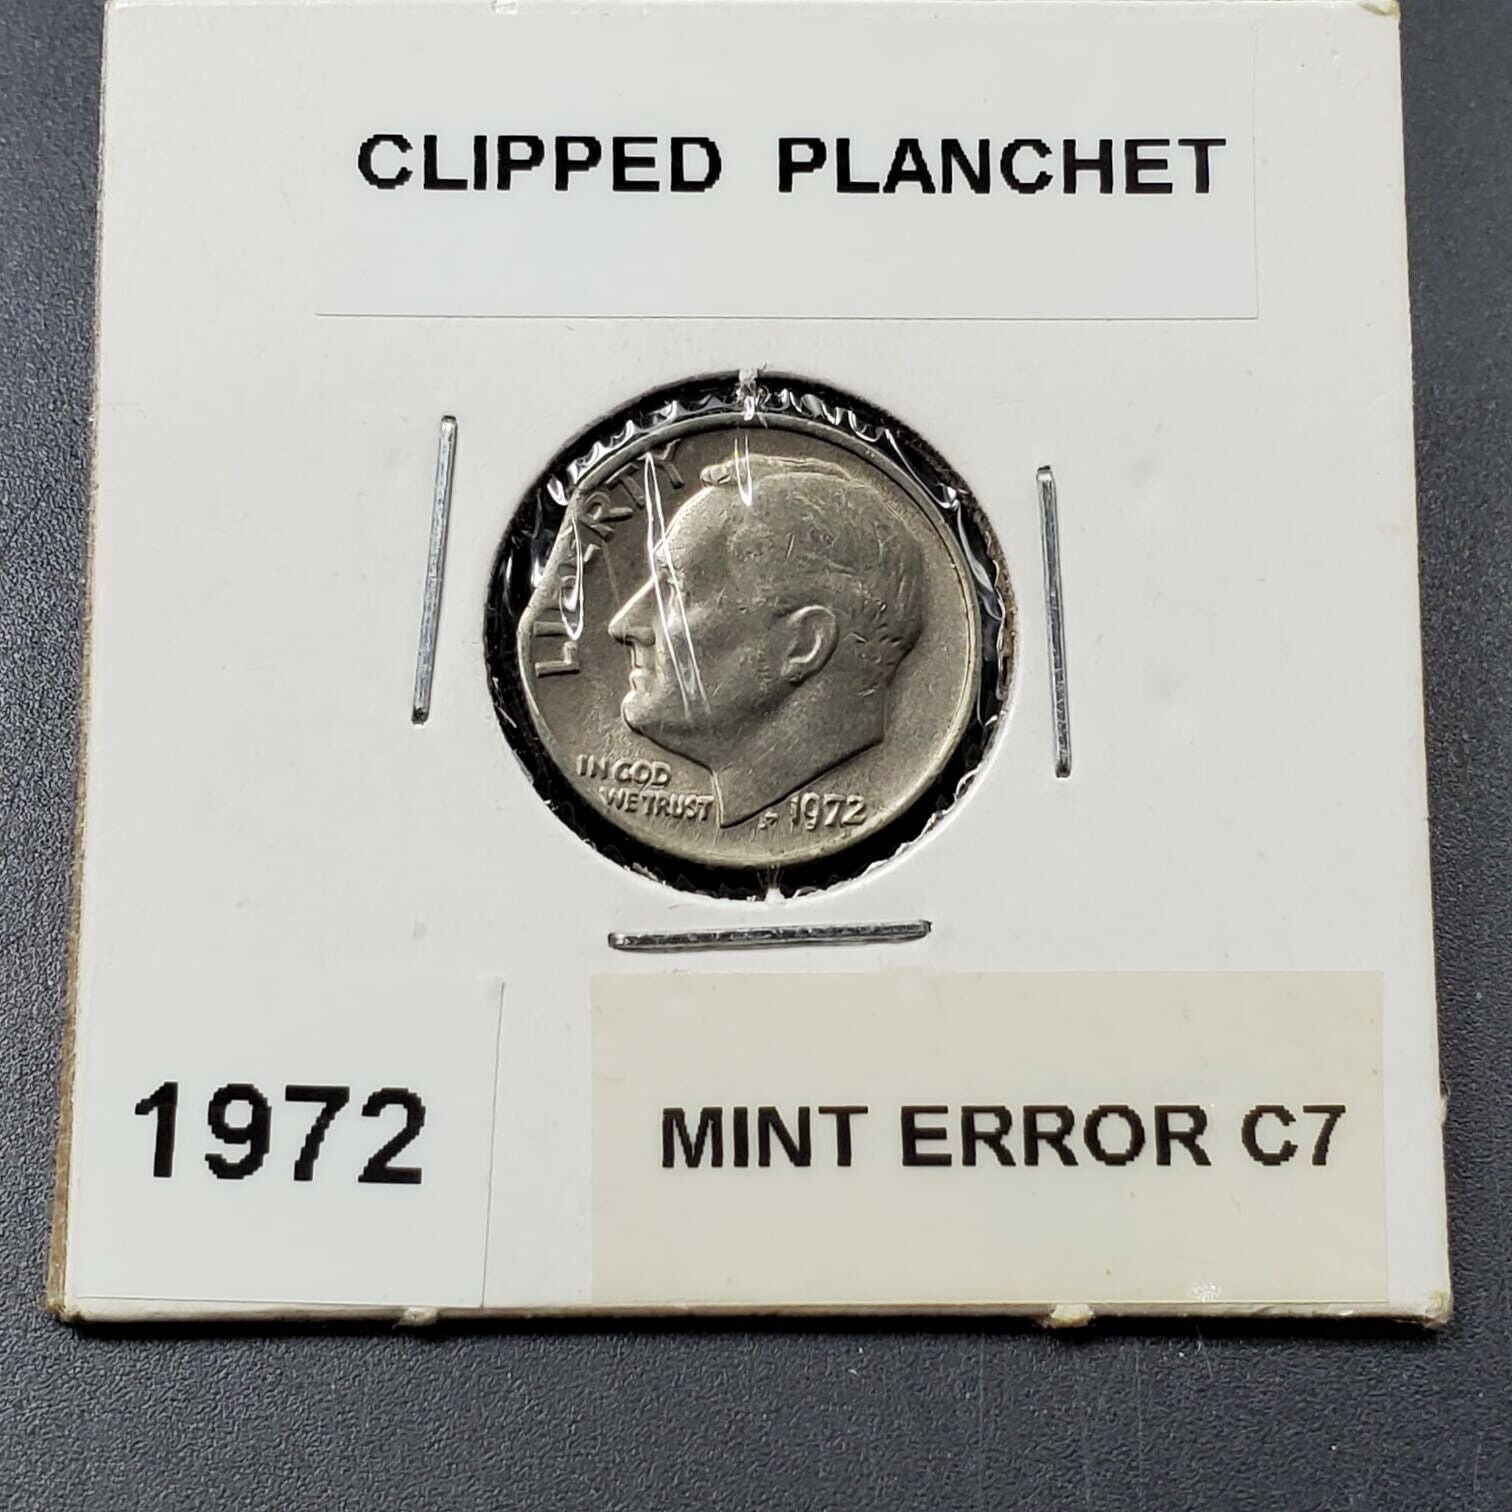 CLIPPED PLANCHET
LIBERTY
IN GOD
WE TRUST
1972
1972
MINT ERROR C7